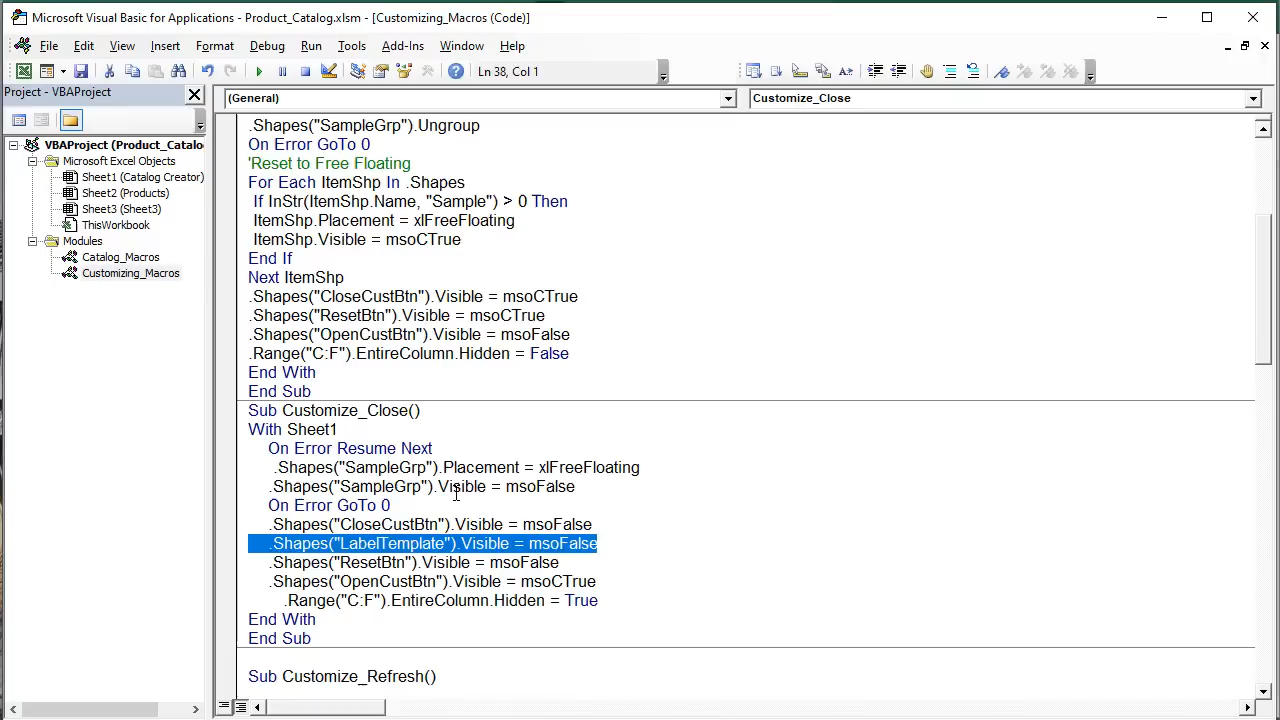 Microsoft Visual Basic for Applications - Product_Catalog.xlsm - [Customizing_Macros (Code)]
File Edit View Insert Format Debug Run Tools Add-Ins Window Help
Ln 38, Col 1
Project - VBAProject
(General)
Customize_Close
VBAProject (Product_Catalo
Microsoft Excel Objects
Sheet1 (Catalog Creator)
Sheet2 (Products)
Sheet3 (Sheet3)
ThisWorkbook
Modules
Catalog_Macros
Customizing_Macros
.Shapes("SampleGrp").Ungroup
On Error GoTo 0
'Reset to Free Floating
For Each ItemShp In .Shapes
If InStr(ItemShp.Name, "Sample") > 0 Then
ItemShp.Placement = xlFreeFloating
ItemShp.Visible = msoCTrue
End If
Next ItemShp
.Shapes("CloseCustBtn").Visible = msoCTrue
.Shapes("ResetBtn").Visible = msoCTrue
.Shapes("OpenCustBtn").Visible = msoFalse
.Range("C:F").EntireColumn.Hidden = False
End With
End Sub
Sub Customize_Close()
With Sheet1
On Error Resume Next
.Shapes("SampleGrp").Placement = xlFreeFloating
.Shapes("SampleGrp").Visible = msoFalse
On Error GoTo 0
.Shapes("CloseCustBtn").Visible = msoFalse
.Shapes("LabelTemplate").Visible = msoFalse
.Shapes("ResetBtn").Visible = msoFalse
.Shapes("OpenCustBtn").Visible = msoCTrue
.Range("C:F").EntireColumn.Hidden = True
End With
End Sub
Sub Customize_Refresh()